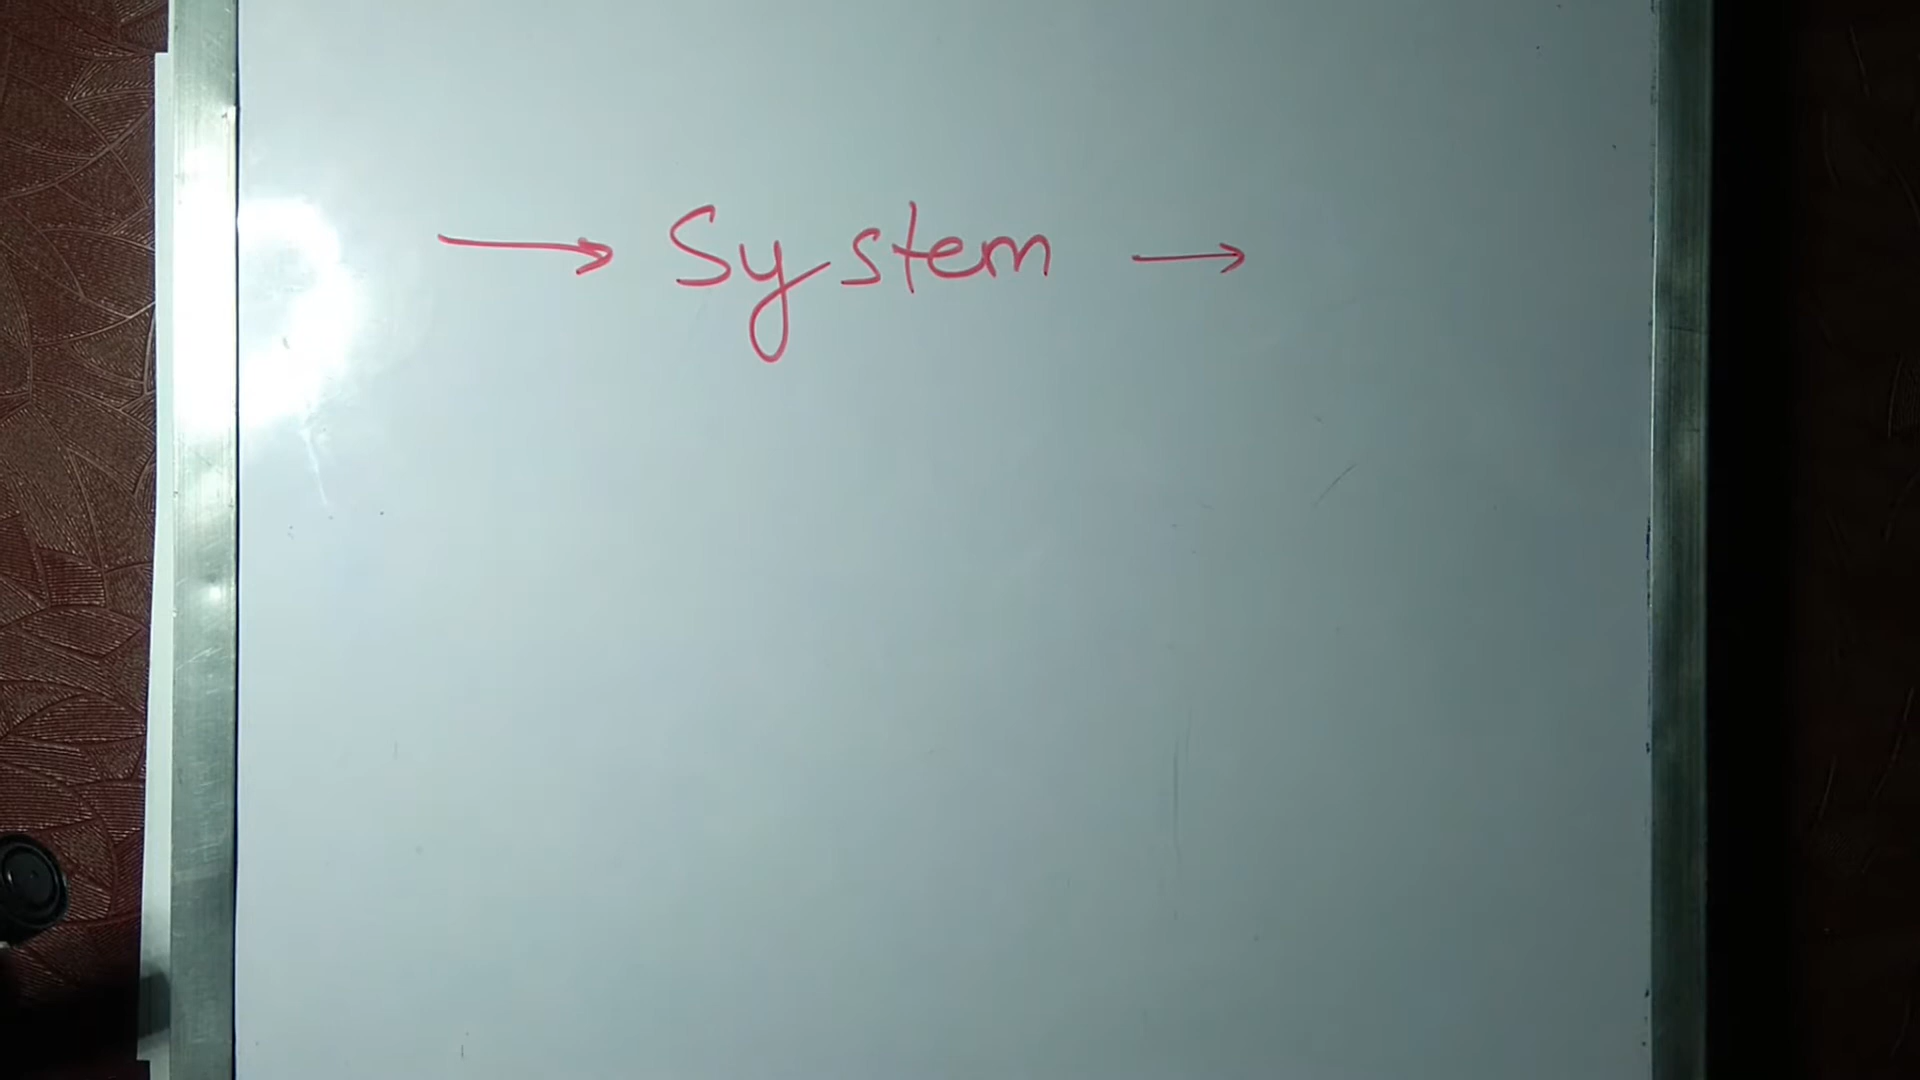 → System →